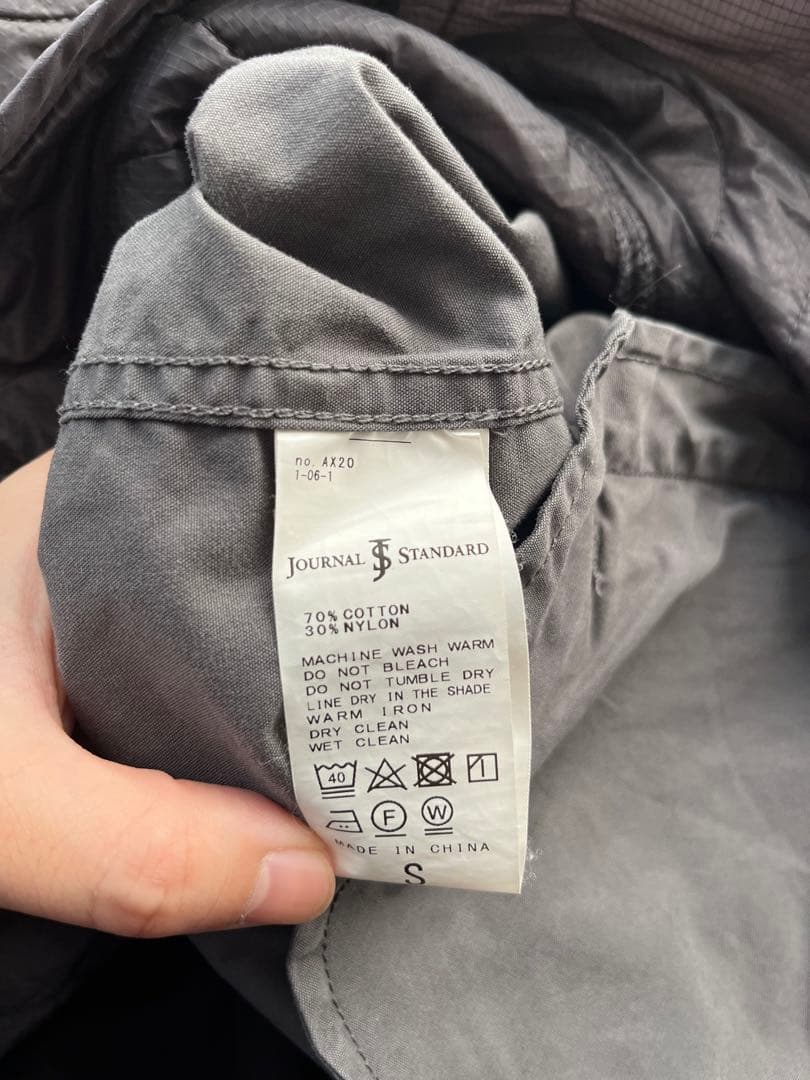 no. AX20
1-06-1
JOURNAL JS STANDARD
70% COTTON
30% NYLON
MACHINE WASH WARM
DO NOT BLEACH
DO NOT TUMBLE DRY
LINE DRY IN THE SHADE
WARM IRON
DRY CLEAN
WET CLEAN
40
F W
MADE IN CHINA
S